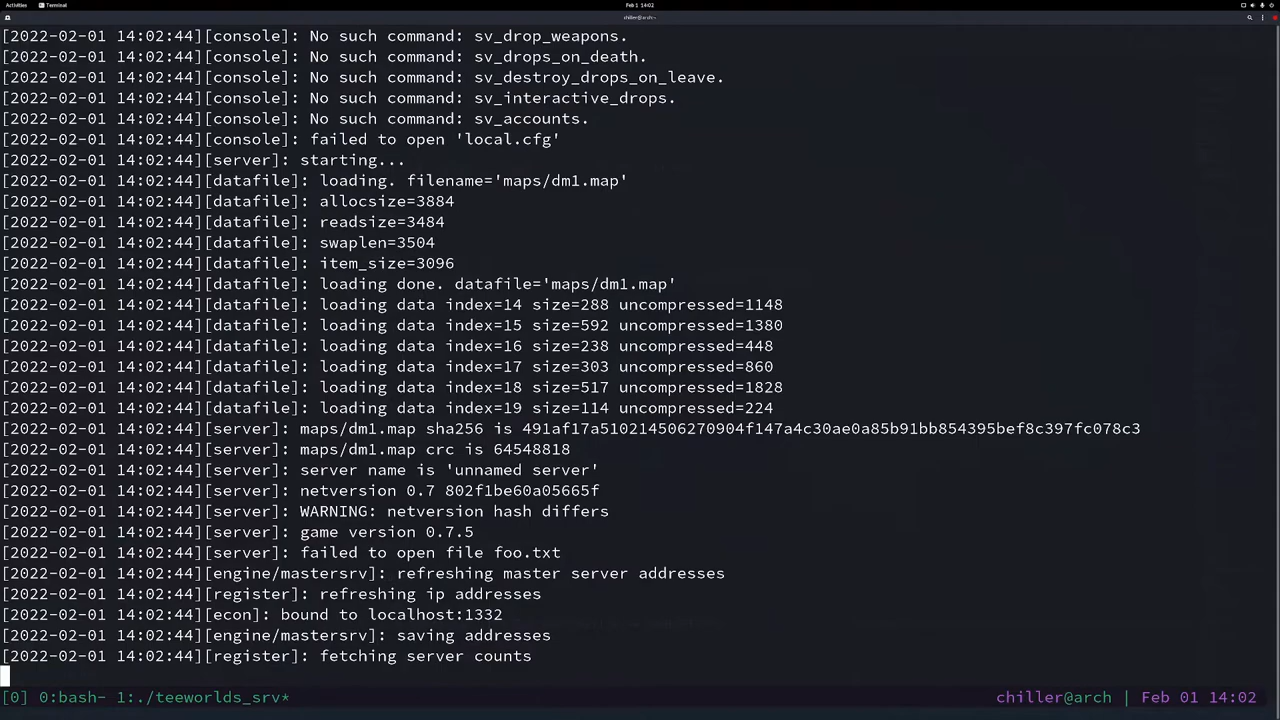 Activities Terminal Feb 1 14:02
chiller@arch:~
[2022-02-01 14:02:44][console]: No such command: sv_drop_weapons.
[2022-02-01 14:02:44][console]: No such command: sv_drops_on_death.
[2022-02-01 14:02:44][console]: No such command: sv_destroy_drops_on_leave.
[2022-02-01 14:02:44][console]: No such command: sv_interactive_drops.
[2022-02-01 14:02:44][console]: No such command: sv_accounts.
[2022-02-01 14:02:44][console]: failed to open 'local.cfg'
[2022-02-01 14:02:44][server]: starting...
[2022-02-01 14:02:44][datafile]: loading. filename='maps/dm1.map'
[2022-02-01 14:02:44][datafile]: allocsize=3884
[2022-02-01 14:02:44][datafile]: readsize=3484
[2022-02-01 14:02:44][datafile]: swaplen=3504
[2022-02-01 14:02:44][datafile]: item_size=3096
[2022-02-01 14:02:44][datafile]: loading done. datafile='maps/dm1.map'
[2022-02-01 14:02:44][datafile]: loading data index=14 size=288 uncompressed=1148
[2022-02-01 14:02:44][datafile]: loading data index=15 size=592 uncompressed=1380
[2022-02-01 14:02:44][datafile]: loading data index=16 size=238 uncompressed=448
[2022-02-01 14:02:44][datafile]: loading data index=17 size=303 uncompressed=860
[2022-02-01 14:02:44][datafile]: loading data index=18 size=517 uncompressed=1828
[2022-02-01 14:02:44][datafile]: loading data index=19 size=114 uncompressed=224
[2022-02-01 14:02:44][server]: maps/dm1.map sha256 is 491af17a510214506270904f147a4c30ae0a85b91bb854395bef8c397fc078c3
[2022-02-01 14:02:44][server]: maps/dm1.map crc is 64548818
[2022-02-01 14:02:44][server]: server name is 'unnamed server'
[2022-02-01 14:02:44][server]: netversion 0.7 802f1be60a05665f
[2022-02-01 14:02:44][server]: WARNING: netversion hash differs
[2022-02-01 14:02:44][server]: game version 0.7.5
[2022-02-01 14:02:44][server]: failed to open file foo.txt
[2022-02-01 14:02:44][engine/mastersrv]: refreshing master server addresses
[2022-02-01 14:02:44][register]: refreshing ip addresses
[2022-02-01 14:02:44][econ]: bound to localhost:1332
[2022-02-01 14:02:44][engine/mastersrv]: saving addresses
[2022-02-01 14:02:44][register]: fetching server counts
[0] 0:bash- 1:./teeworlds_srv* chiller@arch | Feb 01 14:02